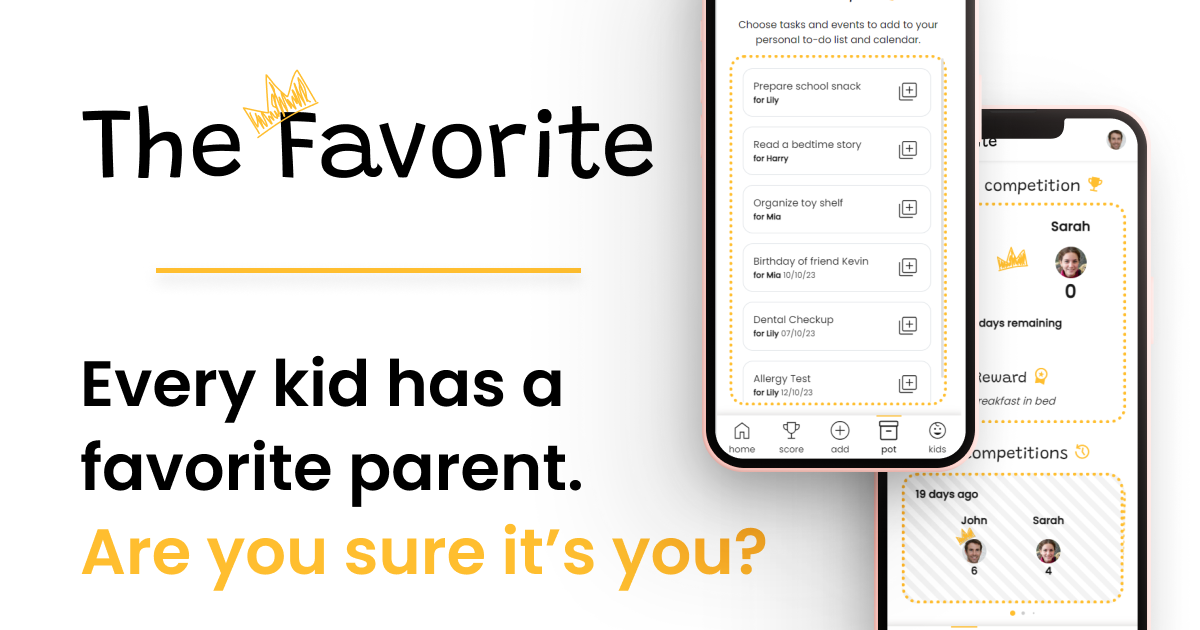 The Favorite
Every kid has a
favorite parent.
Are you sure it's you?
Choose tasks and events to add to your
personal to-do list and calendar.
Prepare school snack
for Lily
Read a bedtime story
for Harry
Organize toy shelf
for Mia
Birthday of friend Kevin
for Mia 10/10/23
Dental Checkup
for Lily 07/10/23
Allergy Test
for Lily 12/10/23
home score add pot kids
competition
Sarah
0
days remaining
Reward
breakfast in bed
competitions
19 days ago
John Sarah
6 4